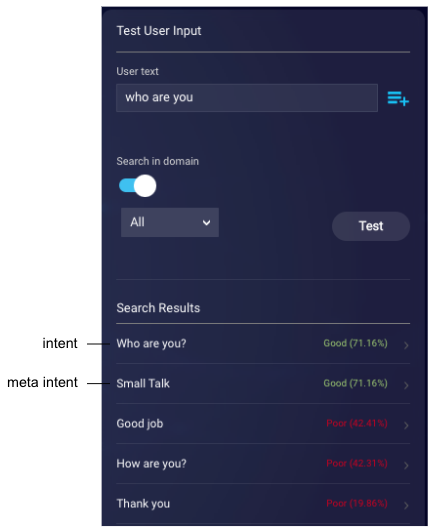 Test User Input
User text
who are you
Search in domain
All
Test
Search Results
intent
Who are you? Good (71.16%)
meta intent
Small Talk Good (71.16%)
Good job Poor (42.41%)
How are you? Poor (42.31%)
Thank you Poor (19.86%)